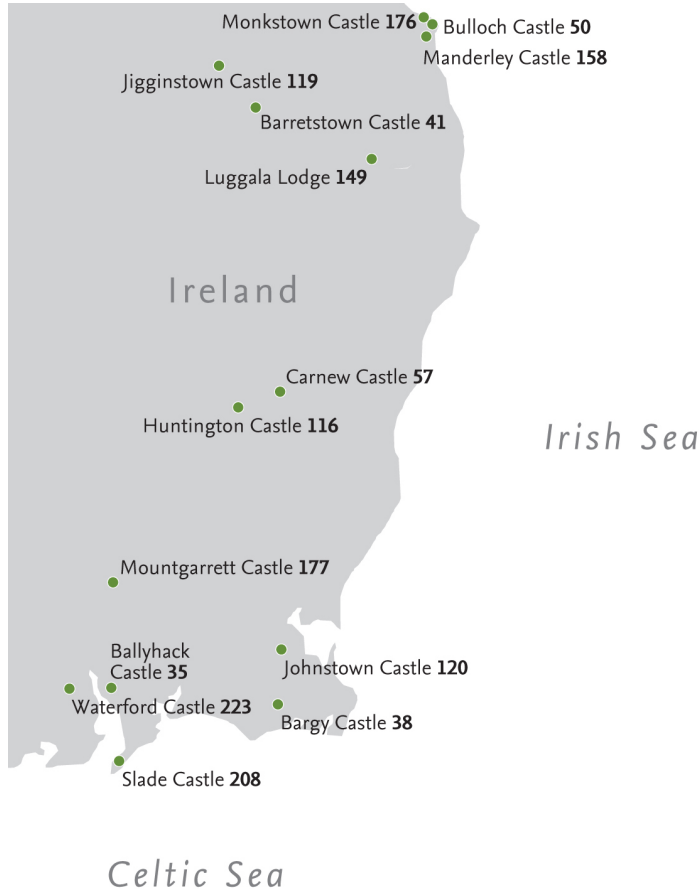 Monkstown Castle 176
Bulloch Castle 50
Manderley Castle 158
Jigginstown Castle 119
Barretstown Castle 41
Luggala Lodge 149
Ireland
Carnew Castle 57
Huntington Castle 116
Irish Sea
Mountgarrett Castle 177
Ballyhack
Castle 35
Johnstown Castle 120
Waterford Castle 223
Bargy Castle 38
Slade Castle 208
Celtic Sea